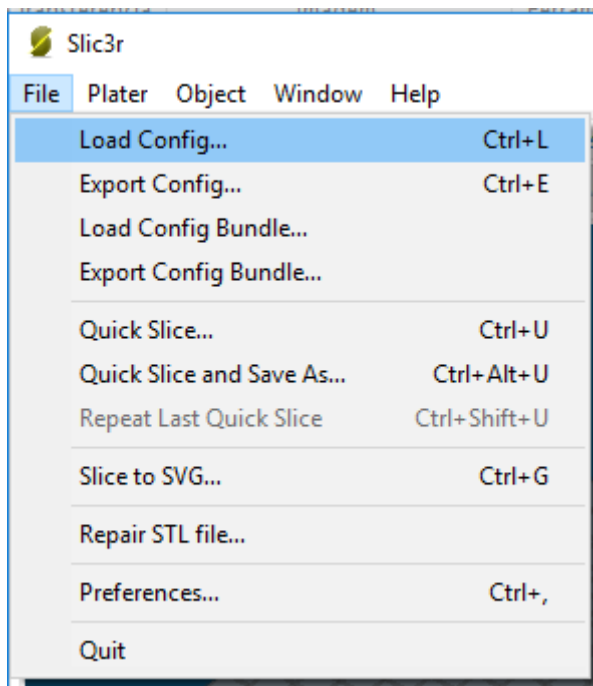 Slic3r
File Plater Object Window Help
Load Config... Ctrl+L
Export Config... Ctrl+E
Load Config Bundle...
Export Config Bundle...
Quick Slice... Ctrl+U
Quick Slice and Save As... Ctrl+Alt+U
Repeat Last Quick Slice Ctrl+Shift+U
Slice to SVG... Ctrl+G
Repair STL file...
Preferences... Ctrl+,
Quit